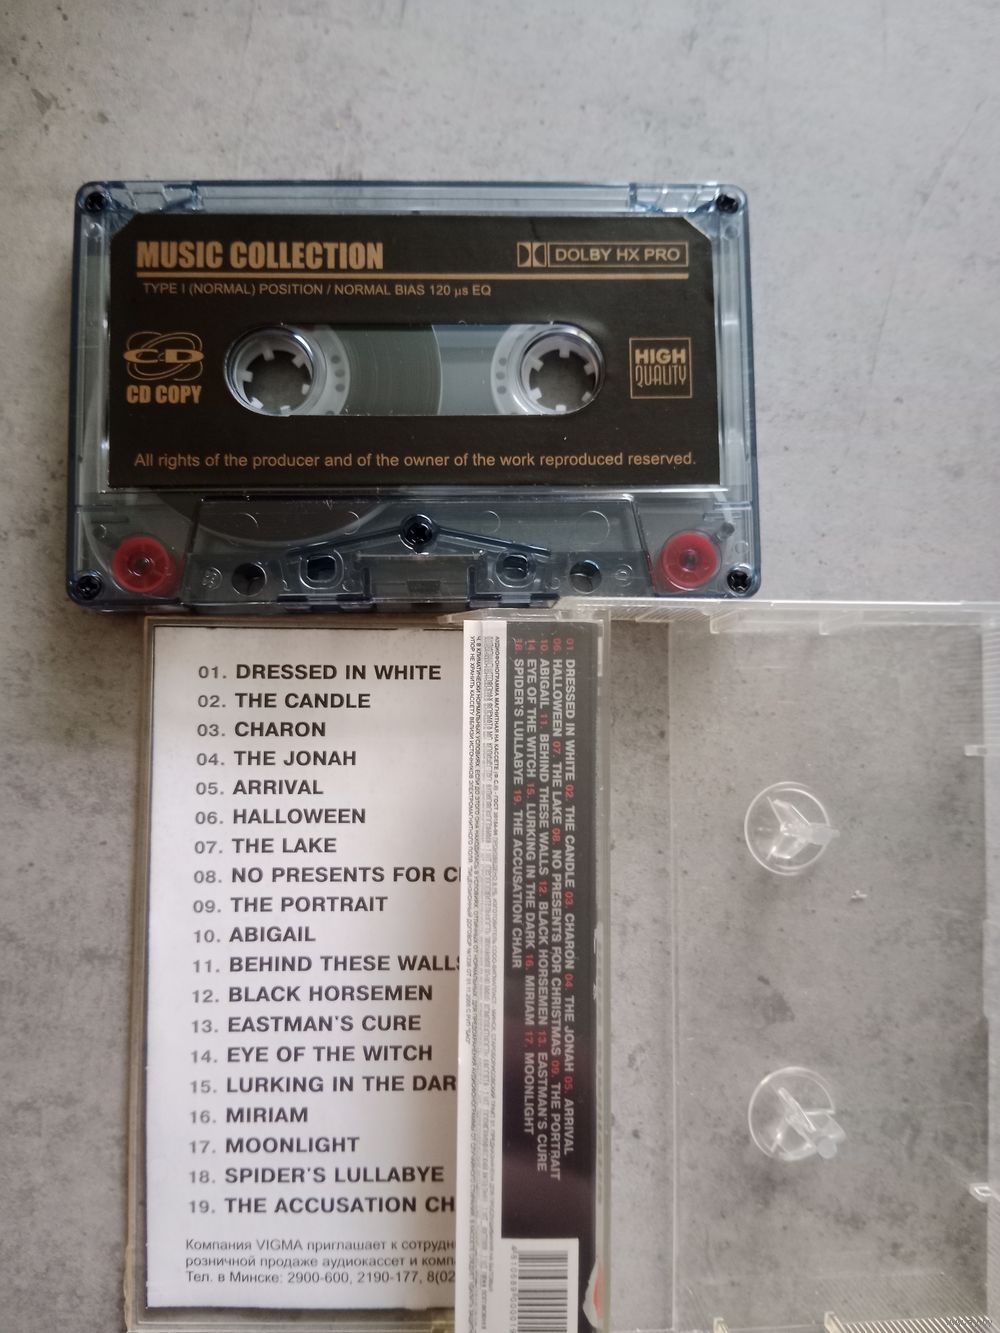 MUSIC COLLECTION
DOLBY HX PRO
TYPE I (NORMAL) POSITION / NORMAL BIAS 120 µs EQ
CD
CD COPY
HIGH
QUALITY
All rights of the producer and of the owner of the work reproduced reserved.
01. DRESSED IN WHITE
02. THE CANDLE
03. CHARON
04. THE JONAH
05. ARRIVAL
06. HALLOWEEN
07. THE LAKE
08. NO PRESENTS FOR C
09. THE PORTRAIT
10. ABIGAIL
11. BEHIND THESE WALLS
12. BLACK HORSEMEN
13. EASTMAN'S CURE
14. EYE OF THE WITCH
15. LURKING IN THE DAR
16. MIRIAM
17. MOONLIGHT
18. SPIDER'S LULLABYE
19. THE ACCUSATION CH
Компания VIGMA приглашает к сотрудн
розничной продаже аудиокассет и комп
Тел. в Минске: 2900-600, 2190-177, 8(02
01. DRESSED IN WHITE 02. THE CANDLE 03. CHARON 04. THE JONAH 05. ARRIVAL
06. HALLOWEEN 07. THE LAKE 08. NO PRESENTS FOR CHRISTMAS 09. THE PORTRAIT
10. ABIGAIL 11. BEHIND THESE WALLS 12. BLACK HORSEMEN 13. EASTMAN'S CURE
14. EYE OF THE WITCH 15. LURKING IN THE DARK 16. MIRIAM 17. MOONLIGHT
18. SPIDER'S LULLABYE 19. THE ACCUSATION CHAIR